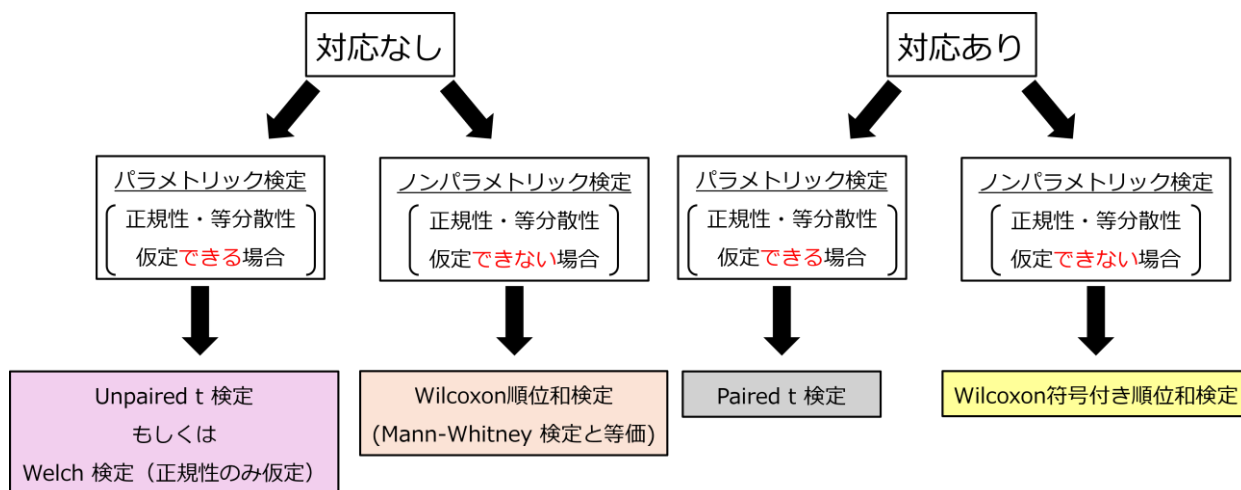 対応なし
対応あり
パラメトリック検定
正規性・等分散性
仮定できる場合
ノンパラメトリック検定
正規性・等分散性
仮定できない場合
パラメトリック検定
正規性・等分散性
仮定できる場合
ノンパラメトリック検定
正規性・等分散性
仮定できない場合
Unpaired t 検定
もしくは
Welch 検定（正規性のみ仮定）
Wilcoxon順位和検定
(Mann-Whitney 検定と等価)
Paired t 検定
Wilcoxon符号付き順位和検定